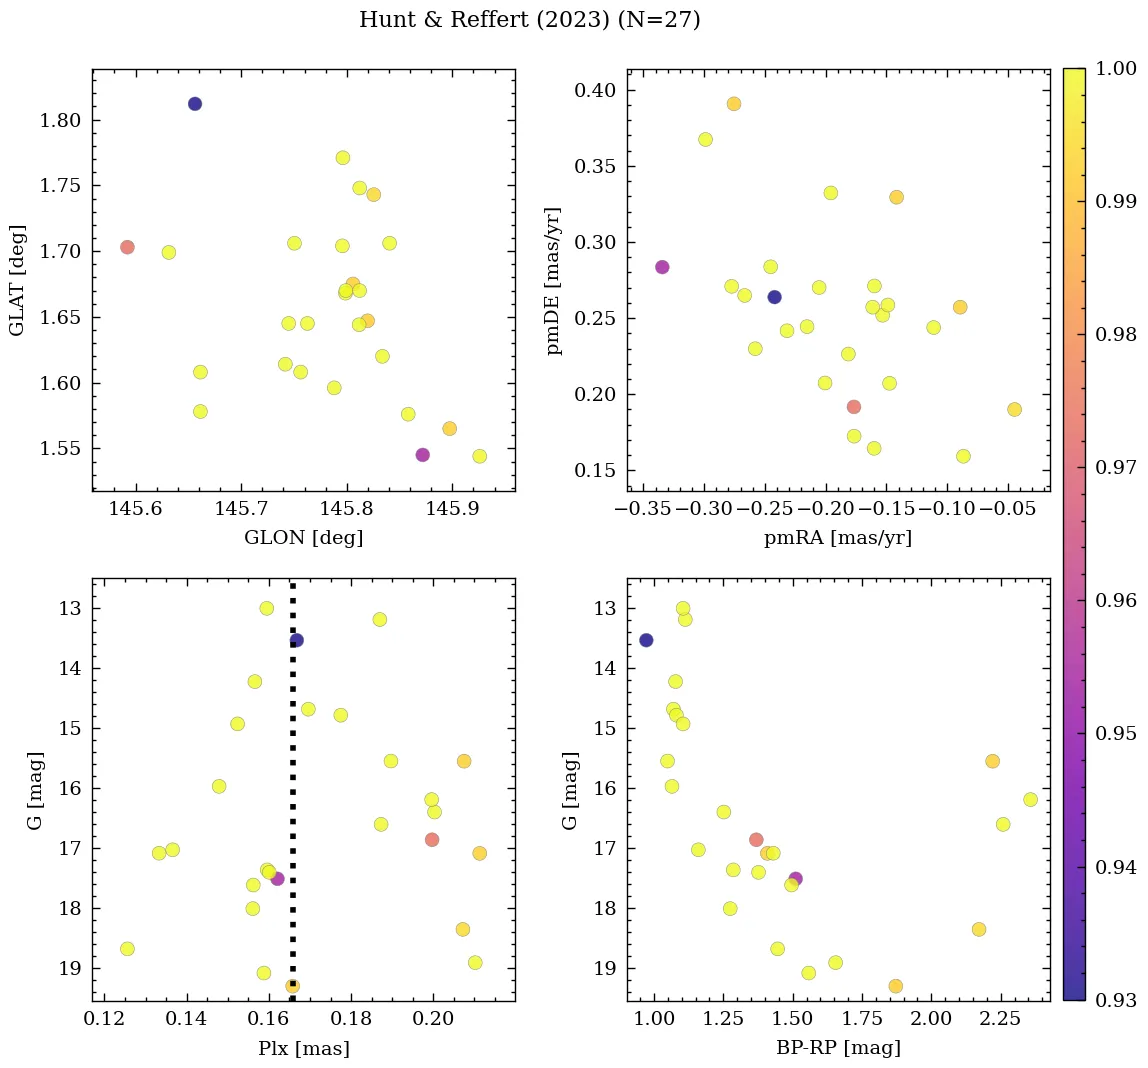 Hunt & Reffert (2023) (N=27)
1.80
1.75
1.70
1.65
1.60
1.55
GLAT [deg]
145.6 145.7 145.8 145.9
GLON [deg]
0.40
0.35
0.30
0.25
0.20
0.15
pmDE [mas/yr]
−0.35 −0.30 −0.25 −0.20 −0.15 −0.10 −0.05
pmRA [mas/yr]
13
14
15
16
17
18
19
G [mag]
0.12 0.14 0.16 0.18 0.20
Plx [mas]
13
14
15
16
17
18
19
G [mag]
1.00 1.25 1.50 1.75 2.00 2.25
BP-RP [mag]
1.00
0.99
0.98
0.97
0.96
0.95
0.94
0.93